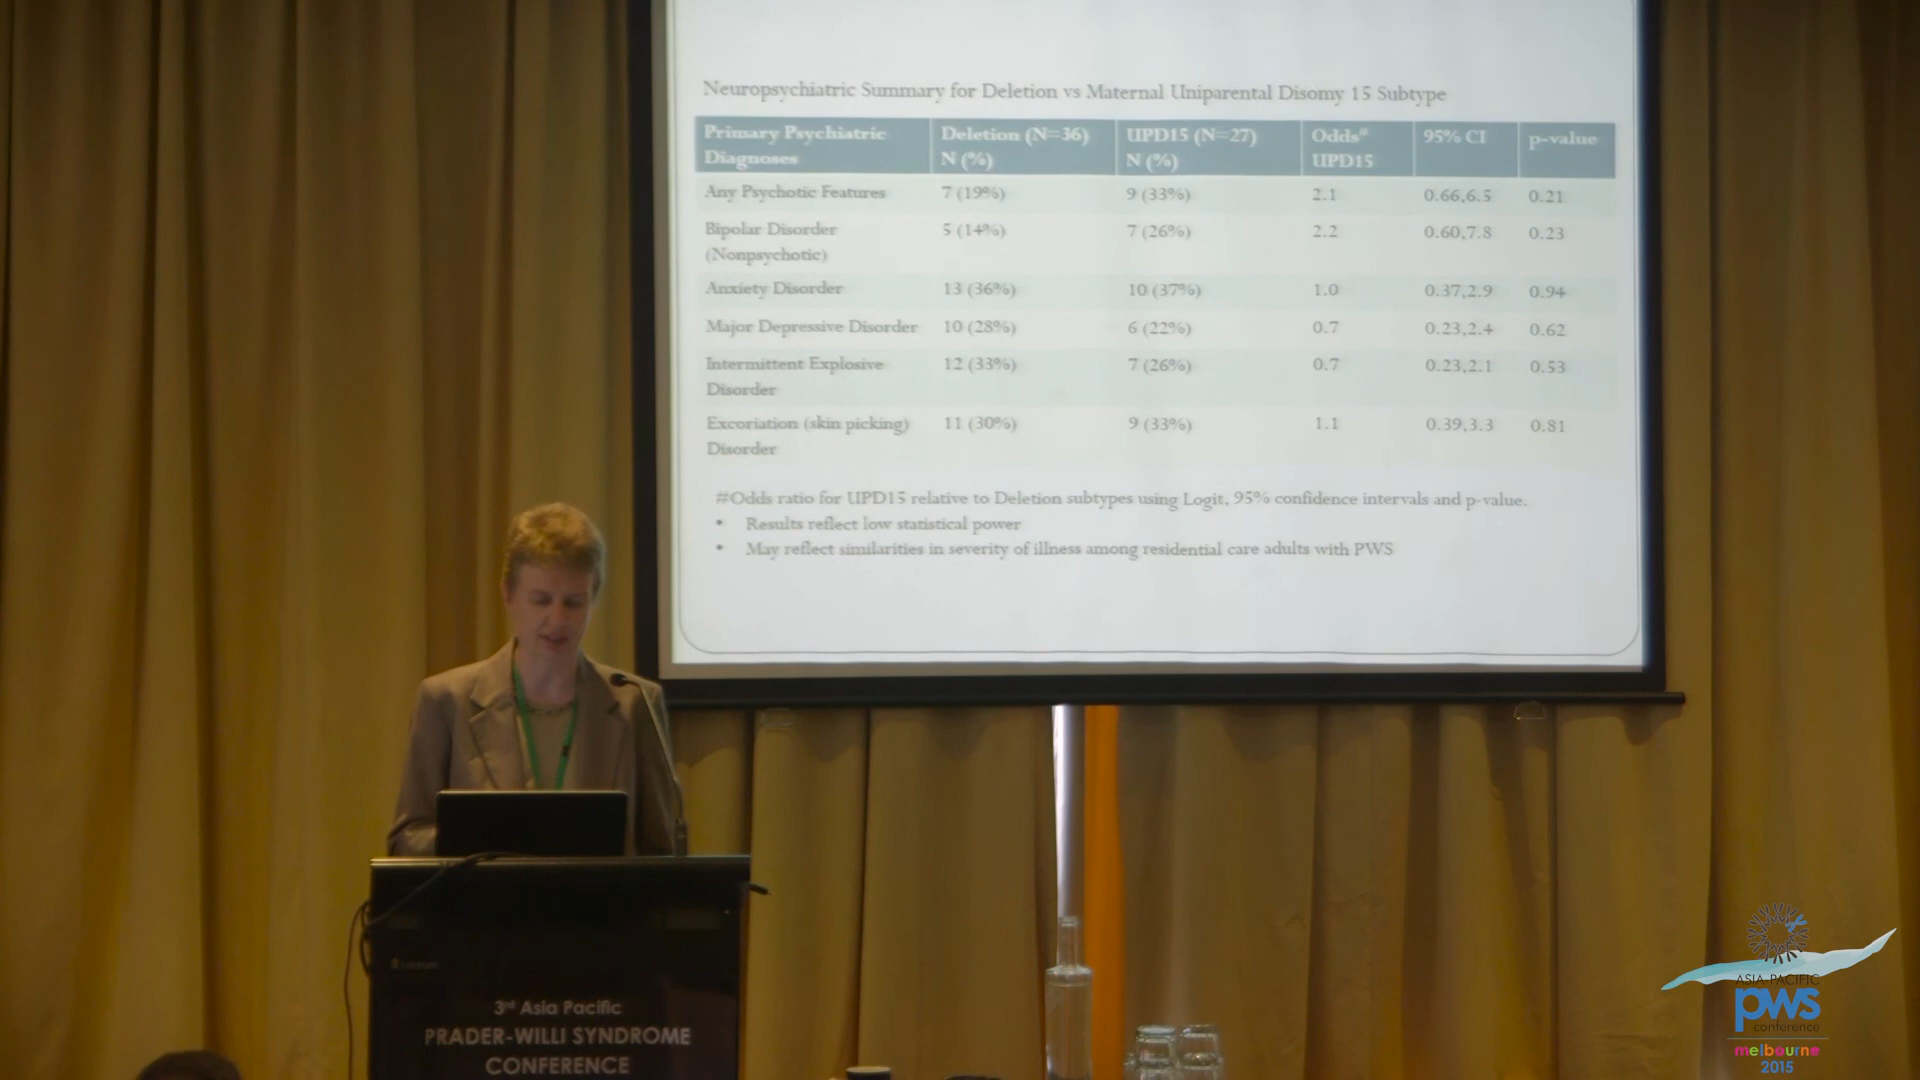 Neuropsychiatric Summary for Deletion vs Maternal Uniparental Disomy 15 Subtype
Primary Psychiatric Diagnoses Deletion (N=36) N (%) UPD15 (N=27) N (%) Odds# UPD15 95% CI p-value
Any Psychotic Features 7 (19%) 9 (33%) 2.1 0.66,6.5 0.21
Bipolar Disorder (Nonpsychotic) 5 (14%) 7 (26%) 2.2 0.60,7.8 0.23
Anxiety Disorder 13 (36%) 10 (37%) 1.0 0.37,2.9 0.94
Major Depressive Disorder 10 (28%) 6 (22%) 0.7 0.23,2.4 0.62
Intermittent Explosive Disorder 12 (33%) 7 (26%) 0.7 0.23,2.1 0.53
Excoriation (skin picking) Disorder 11 (30%) 9 (33%) 1.1 0.39,3.3 0.81
#Odds ratio for UPD15 relative to Deletion subtypes using Logit, 95% confidence intervals and p-value.
• Results reflect low statistical power
• May reflect similarities in severity of illness among residential care adults with PWS
3rd Asia Pacific
PRADER-WILLI SYNDROME
CONFERENCE
ASIA-PACIFIC
pws
conference
melbourne
2015